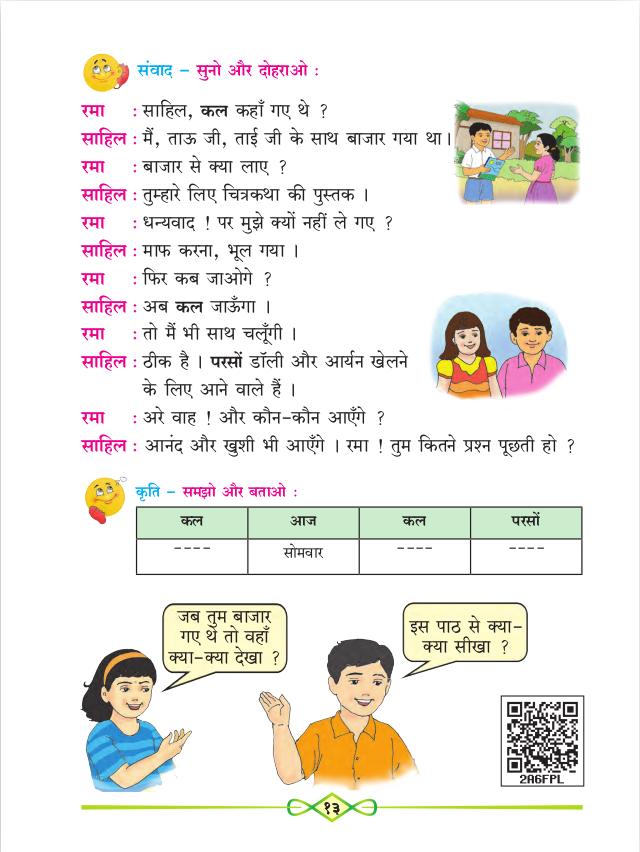 संवाद – सुनो और दोहराओ :
रमा : साहिल, कल कहाँ गए थे ?
साहिल : मैं, ताऊ जी, ताई जी के साथ बाजार गया था।
रमा : बाजार से क्या लाए ?
साहिल : तुम्हारे लिए चित्रकथा की पुस्तक ।
रमा : धन्यवाद ! पर मुझे क्यों नहीं ले गए ?
साहिल : माफ करना, भूल गया ।
रमा : फिर कब जाओगे ?
साहिल : अब कल जाऊँगा ।
रमा : तो मैं भी साथ चलूँगी ।
साहिल : ठीक है । परसों डॉली और आर्यन खेलने
के लिए आने वाले हैं ।
रमा : अरे वाह ! और कौन-कौन आएँगे ?
साहिल : आनंद और खुशी भी आएँगे । रमा ! तुम कितने प्रश्न पूछती हो ?
कृति – समझो और बताओ :
कल आज कल परसों
---- सोमवार ---- ----
जब तुम बाजार
गए थे तो वहाँ
क्या-क्या देखा ?
इस पाठ से क्या-
क्या सीखा ?
2A6FPL
१३